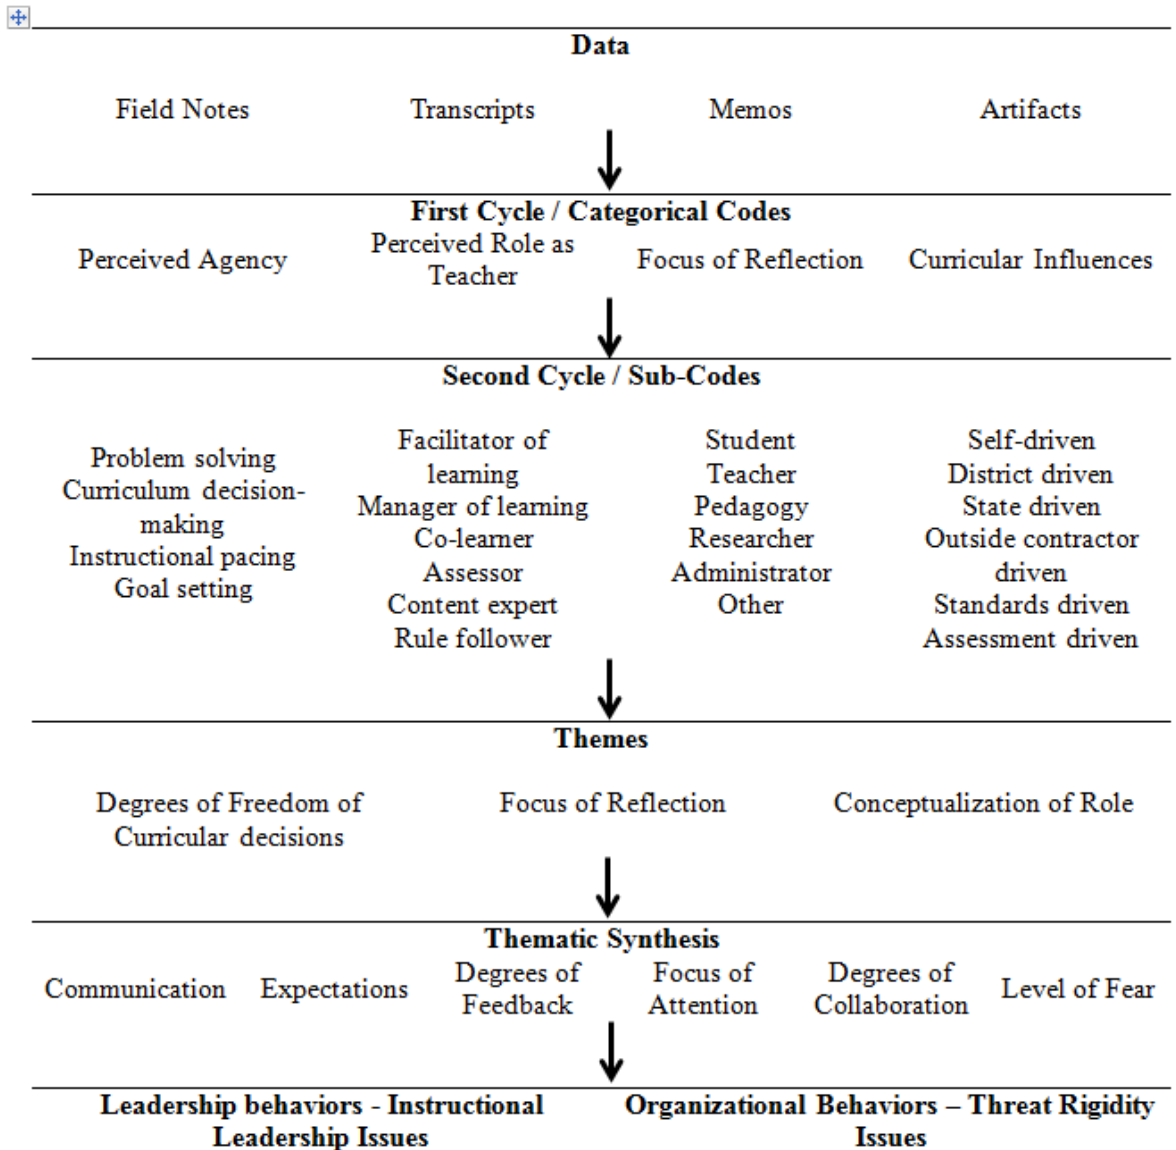 Data
Field Notes Transcripts Memos Artifacts
First Cycle / Categorical Codes
Perceived Agency
Perceived Role as
Teacher
Focus of Reflection
Curricular Influences
Second Cycle / Sub-Codes
Problem solving
Curriculum decision-
making
Instructional pacing
Goal setting
Facilitator of
learning
Manager of learning
Co-learner
Assessor
Content expert
Rule follower
Student
Teacher
Pedagogy
Researcher
Administrator
Other
Self-driven
District driven
State driven
Outside contractor
driven
Standards driven
Assessment driven
Themes
Degrees of Freedom of
Curricular decisions
Focus of Reflection
Conceptualization of Role
Thematic Synthesis
Communication
Expectations
Degrees of
Feedback
Focus of
Attention
Degrees of
Collaboration
Level of Fear
Leadership behaviors - Instructional
Leadership Issues
Organizational Behaviors – Threat Rigidity
Issues